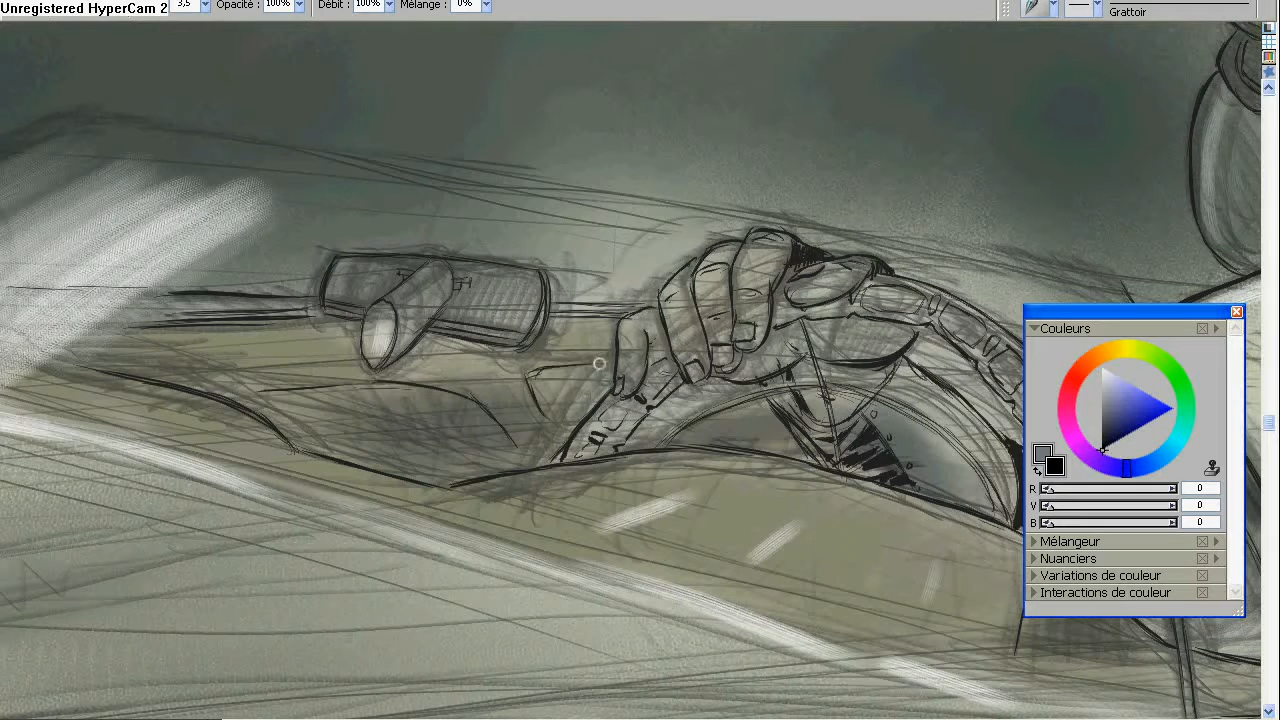 Unregistered HyperCam 2
3,5 Opacité : 100% Débit : 100% Mélange : 0%
Grattoir
Couleurs
R 0
V 0
B 0
Mélangeur
Nuanciers
Variations de couleur
Interactions de couleur